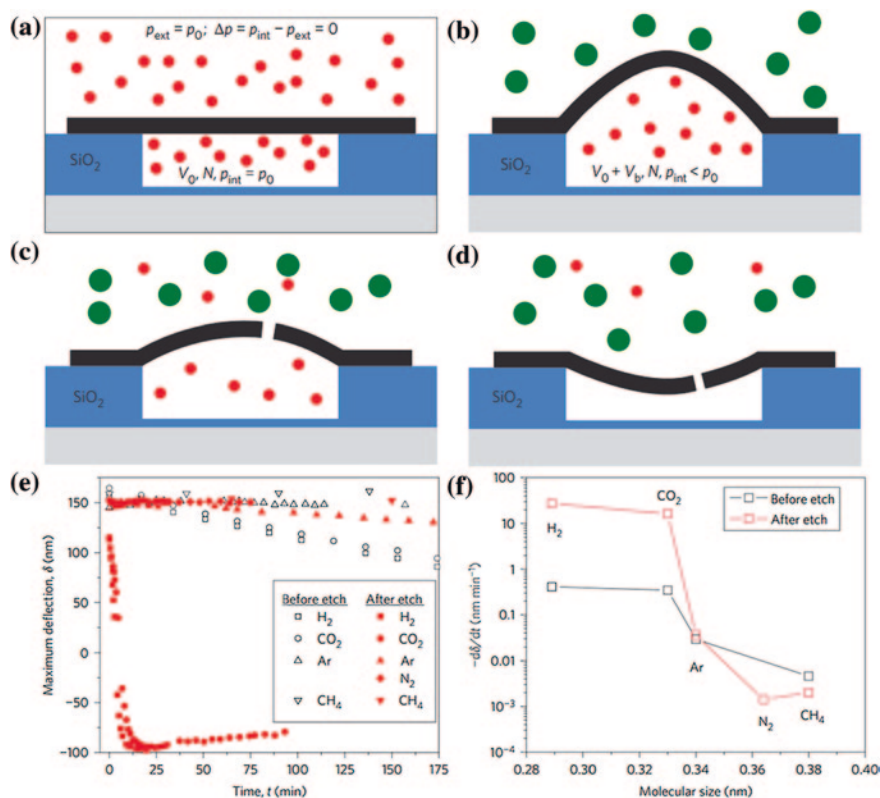 (a)
p_ext = p_0; Δp = p_int − p_ext = 0
SiO₂
V_0, N, p_int = p_0
(b)
V_0 + V_b, N, p_int < p_0
SiO₂
(c)
SiO₂
(d)
SiO₂
(e)
Maximum deflection, δ (nm)
150
100
50
0
−50
−100
Before etch After etch
H₂ H₂
CO₂ CO₂
Ar Ar
N₂
CH₄ CH₄
0 25 50 75 100 125 150 175
Time, t (min)
(f)
−dδ/dt (nm min⁻¹)
100
10
1
0.1
0.01
10⁻³
10⁻⁴
H₂
CO₂
Before etch
After etch
Ar
N₂
CH₄
0.28 0.30 0.32 0.34 0.36 0.38 0.400
Molecular size (nm)